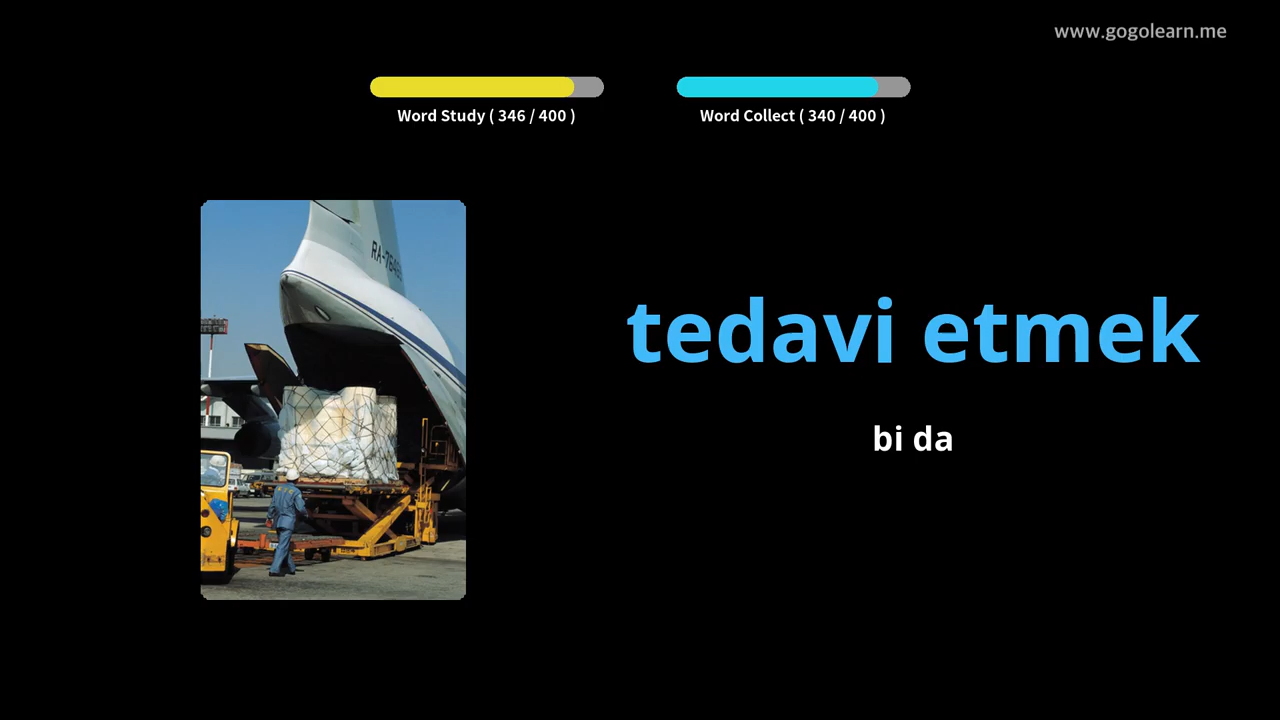 www.gogolearn.me
Word Study ( 346 / 400 )
Word Collect ( 340 / 400 )
tedavi etmek
bi da